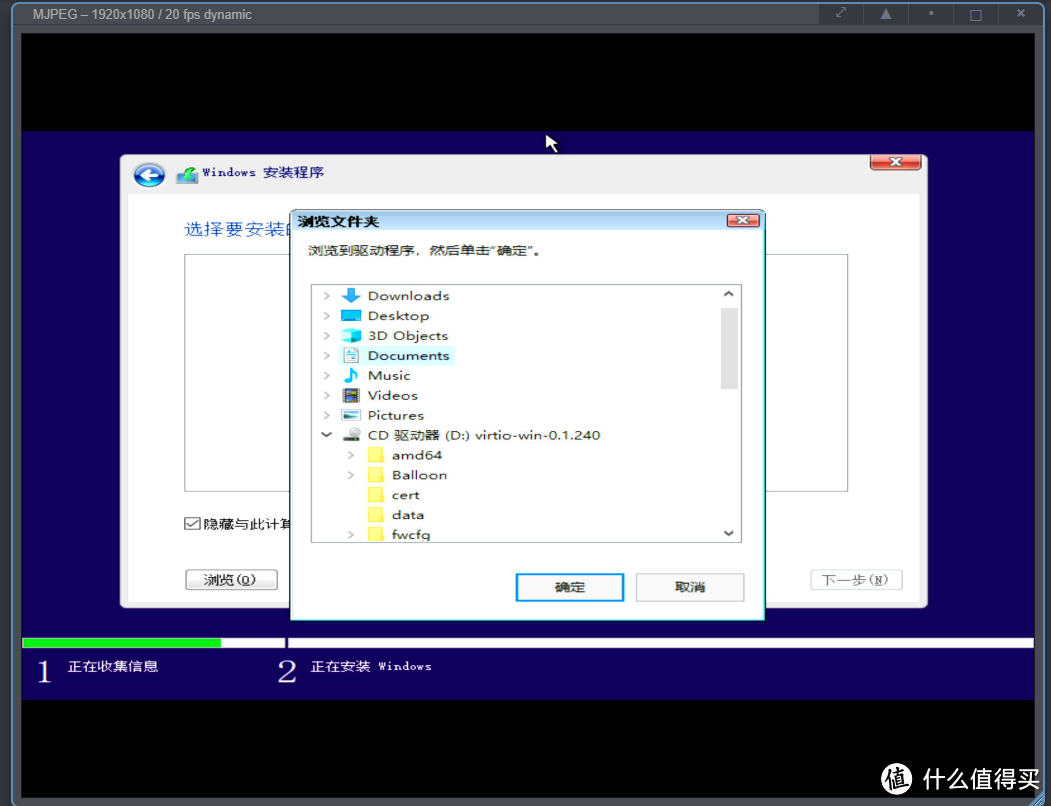 MJPEG – 1920x1080 / 20 fps dynamic
Windows 安装程序
选择要安装
浏览文件夹
浏览到驱动程序，然后单击“确定”。
Downloads
Desktop
3D Objects
Documents
Music
Videos
Pictures
CD 驱动器 (D:) virtio-win-0.1.240
amd64
Balloon
cert
data
fwcfg
隐藏与此计算
浏览(O)
确定
取消
下一步(N)
1 正在收集信息
2 正在安装 Windows
值 什么值得买